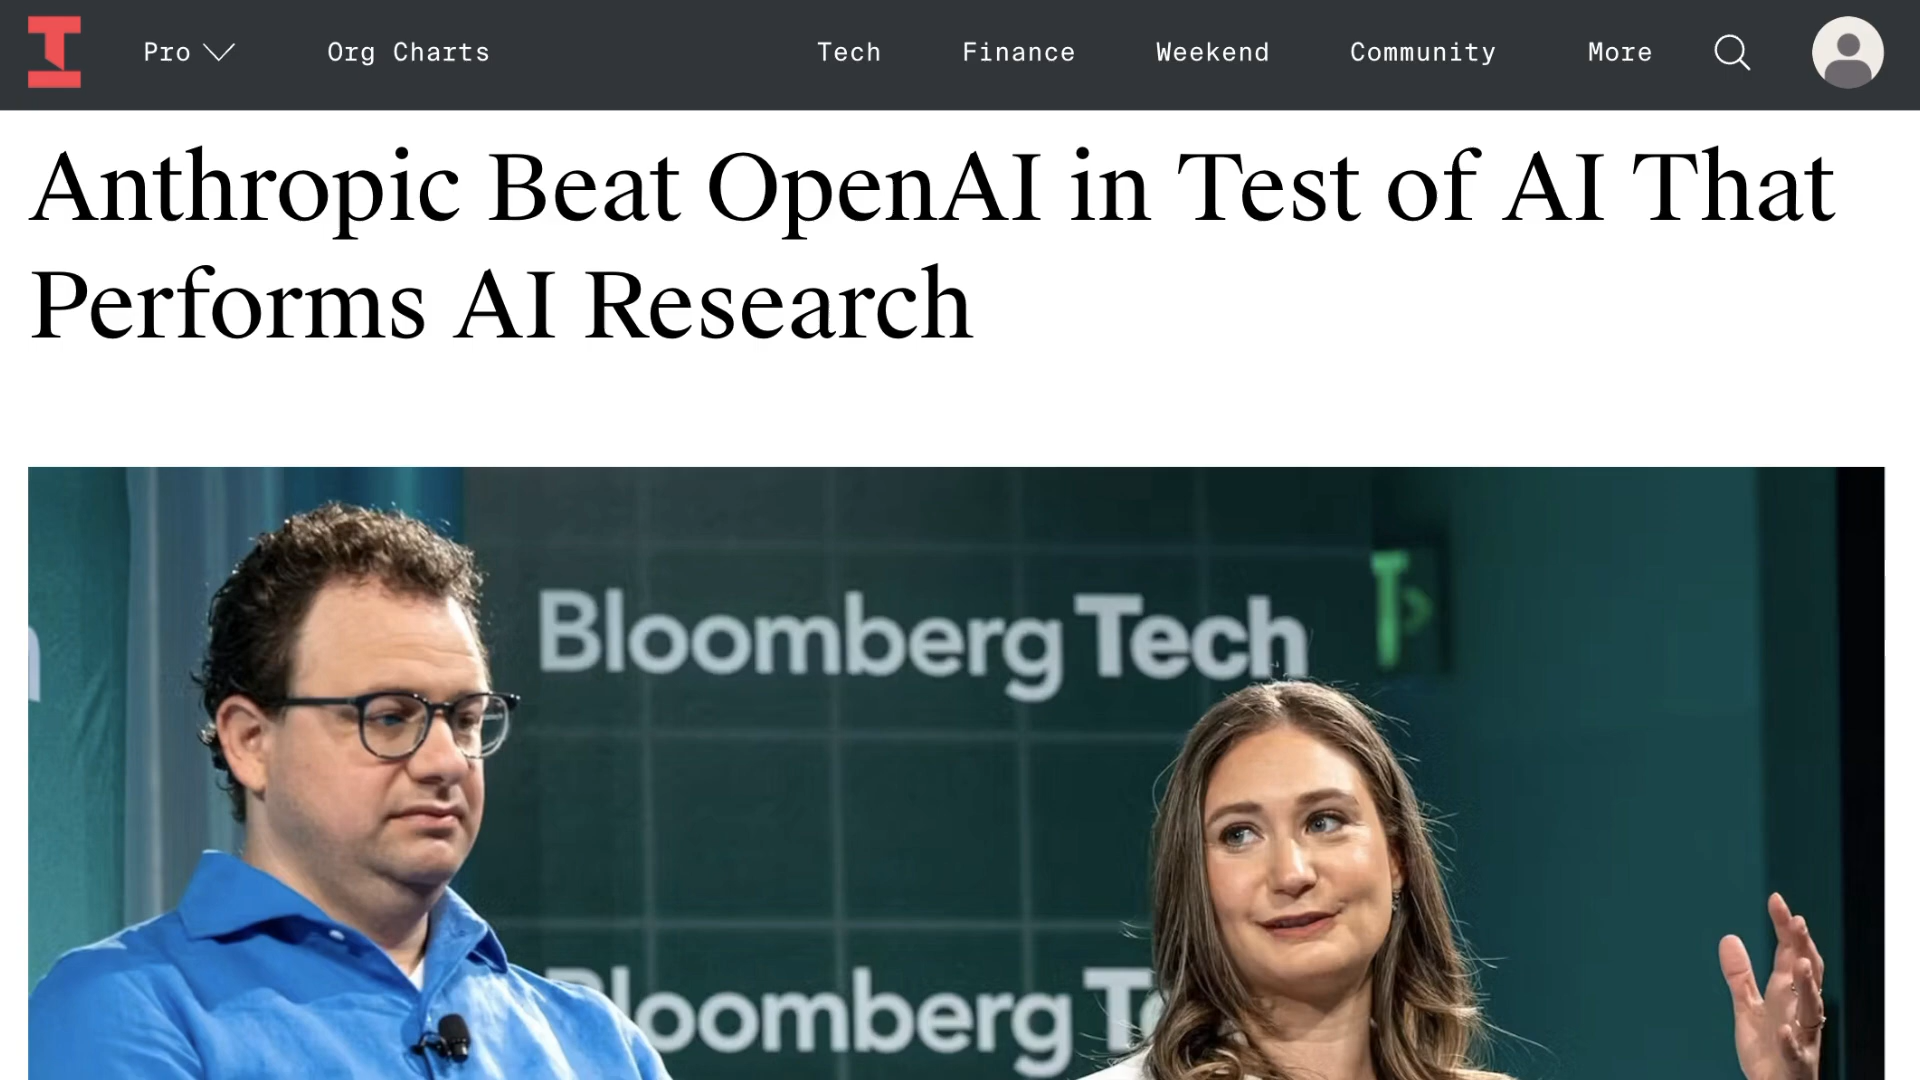 Pro
Org Charts
Tech
Finance
Weekend
Community
More
Anthropic Beat OpenAI in Test of AI That
Performs AI Research
Bloomberg Tech
Bloomberg